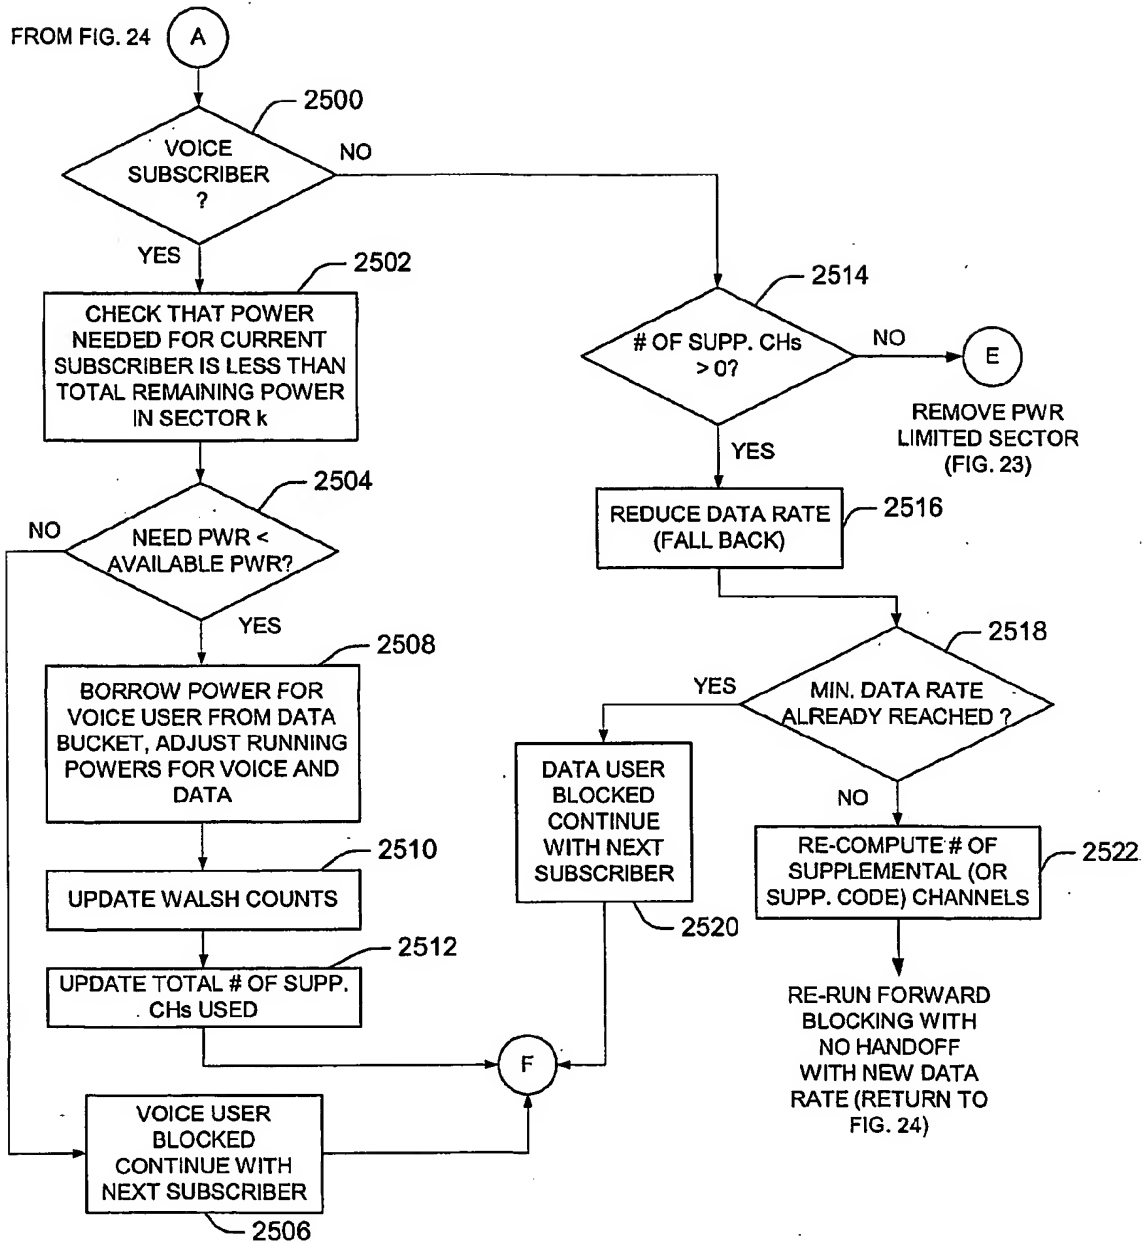 FROM FIG. 24
A
2500
VOICE
SUBSCRIBER
?
NO
YES
2502
CHECK THAT POWER
NEEDED FOR CURRENT
SUBSCRIBER IS LESS THAN
TOTAL REMAINING POWER
IN SECTOR k
2504
NO
NEED PWR <
AVAILABLE PWR?
YES
2508
BORROW POWER FOR
VOICE USER FROM DATA
BUCKET, ADJUST RUNNING
POWERS FOR VOICE AND
DATA
2510
UPDATE WALSH COUNTS
2512
UPDATE TOTAL # OF SUPP.
CHs USED
VOICE USER
BLOCKED
CONTINUE WITH
NEXT SUBSCRIBER
2506
F
2514
# OF SUPP. CHs
> 0?
NO
E
REMOVE PWR
LIMITED SECTOR
(FIG. 23)
YES
REDUCE DATA RATE
(FALL BACK)
2516
2518
YES
MIN. DATA RATE
ALREADY REACHED ?
DATA USER
BLOCKED
CONTINUE
WITH NEXT
SUBSCRIBER
2520
NO
RE-COMPUTE # OF
SUPPLEMENTAL (OR
SUPP. CODE) CHANNELS
2522
RE-RUN FORWARD
BLOCKING WITH
NO HANDOFF
WITH NEW DATA
RATE (RETURN TO
FIG. 24)